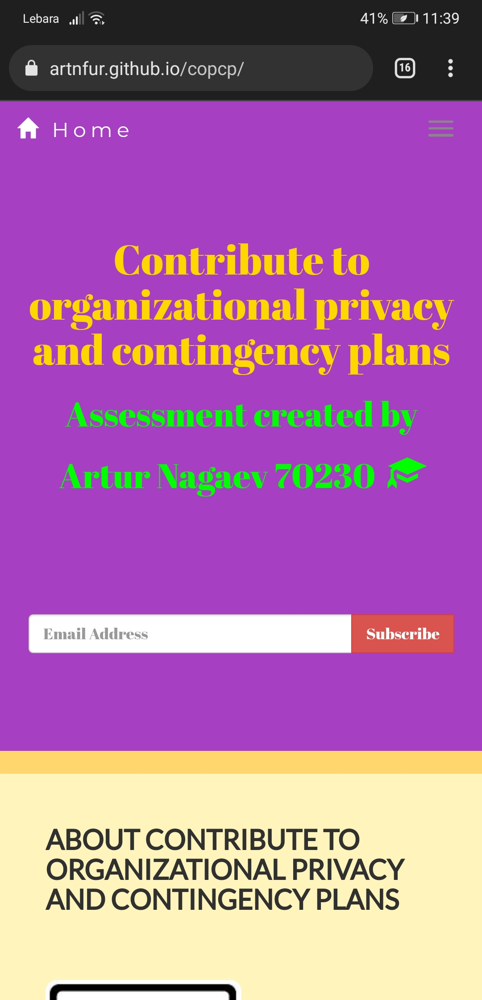 Lebara 41% 11:39
artnfur.github.io/copcp/ 16
Home
Contribute to
organizational privacy
and contingency plans
Assessment created by
Artur Nagaev 70230
Email Address Subscribe
ABOUT CONTRIBUTE TO
ORGANIZATIONAL PRIVACY
AND CONTINGENCY PLANS